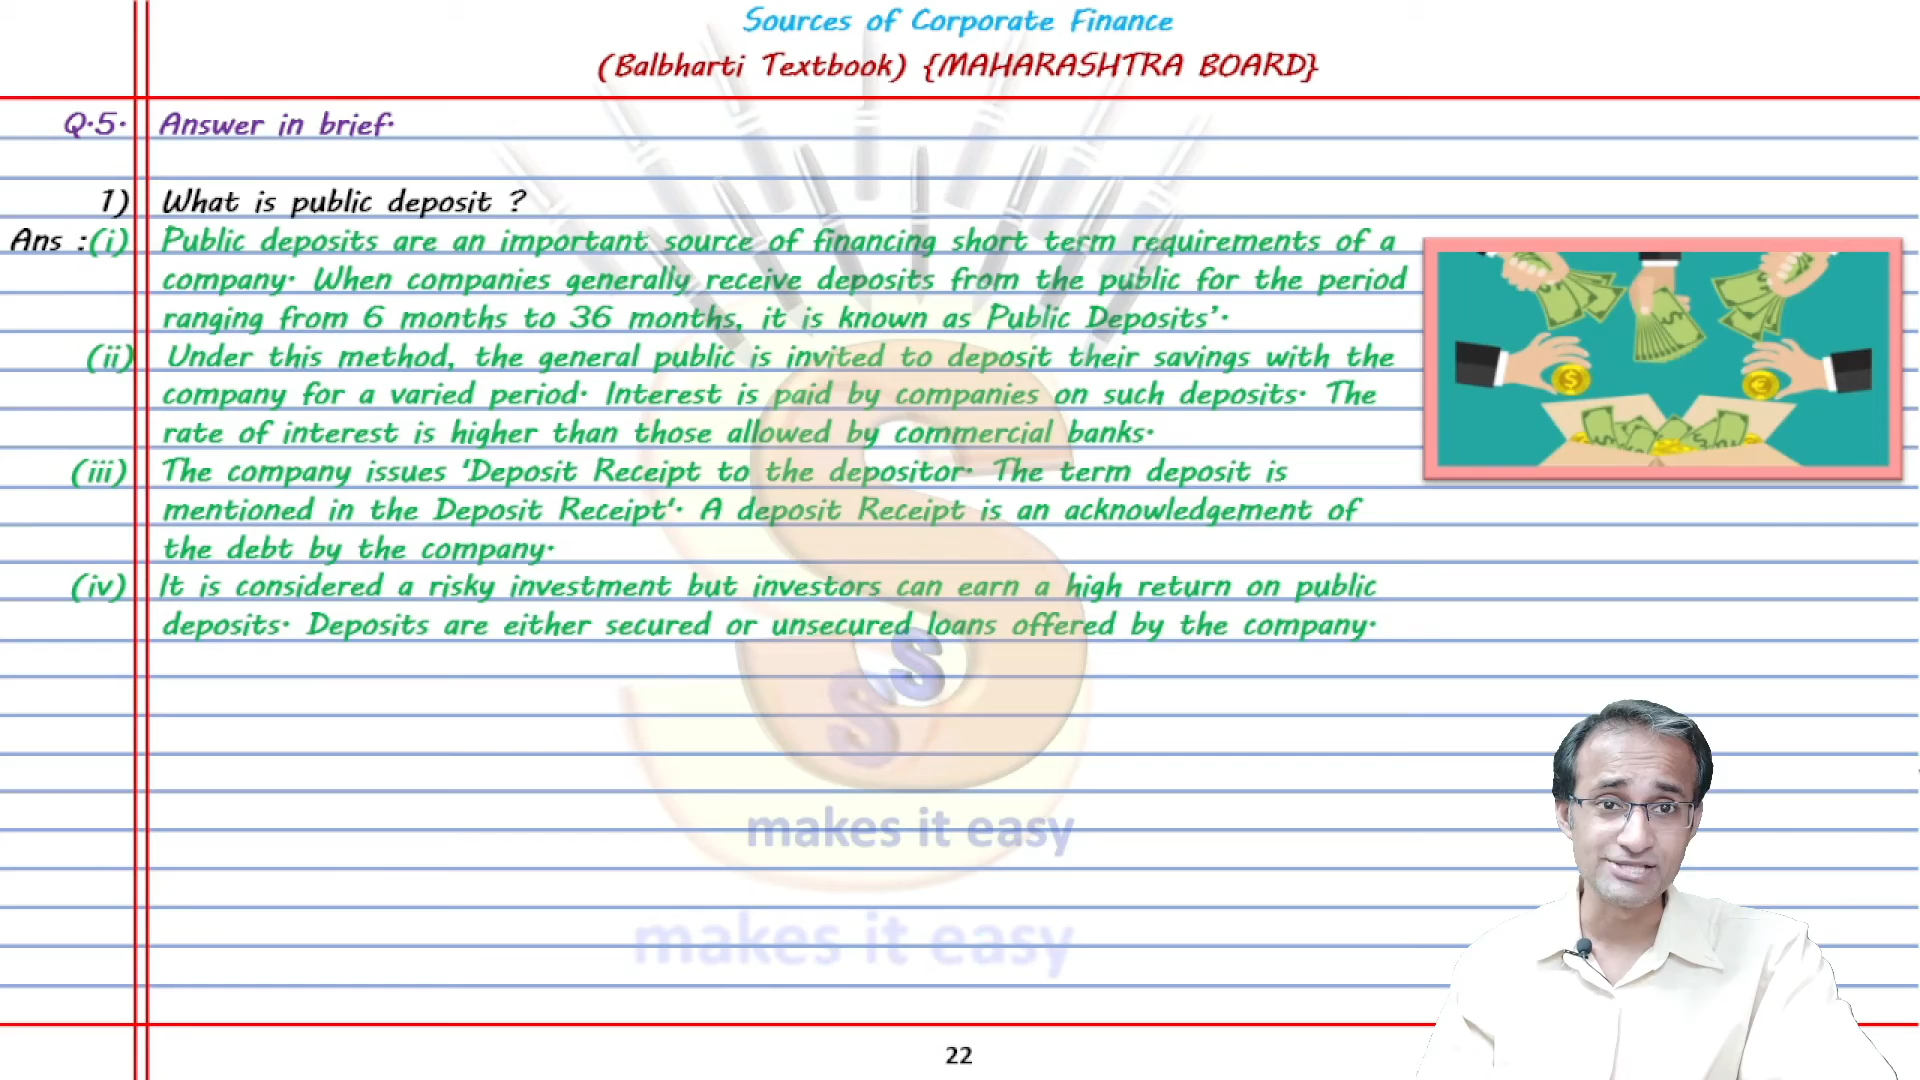 Sources of Corporate Finance
(Balbharti Textbook) {MAHARASHTRA BOARD}
Q.5. Answer in brief.
1) What is public deposit ?
Ans :(i) Public deposits are an important source of financing short term requirements of a
company. When companies generally receive deposits from the public for the period
ranging from 6 months to 36 months, it is known as Public Deposits’.
(ii) Under this method, the general public is invited to deposit their savings with the
company for a varied period. Interest is paid by companies on such deposits. The
rate of interest is higher than those allowed by commercial banks.
(iii) The company issues 'Deposit Receipt to the depositor. The term deposit is
mentioned in the Deposit Receipt'. A deposit Receipt is an acknowledgement of
the debt by the company.
(iv) It is considered a risky investment but investors can earn a high return on public
deposits. Deposits are either secured or unsecured loans offered by the company.
S
S
makes it easy
makes it easy
22